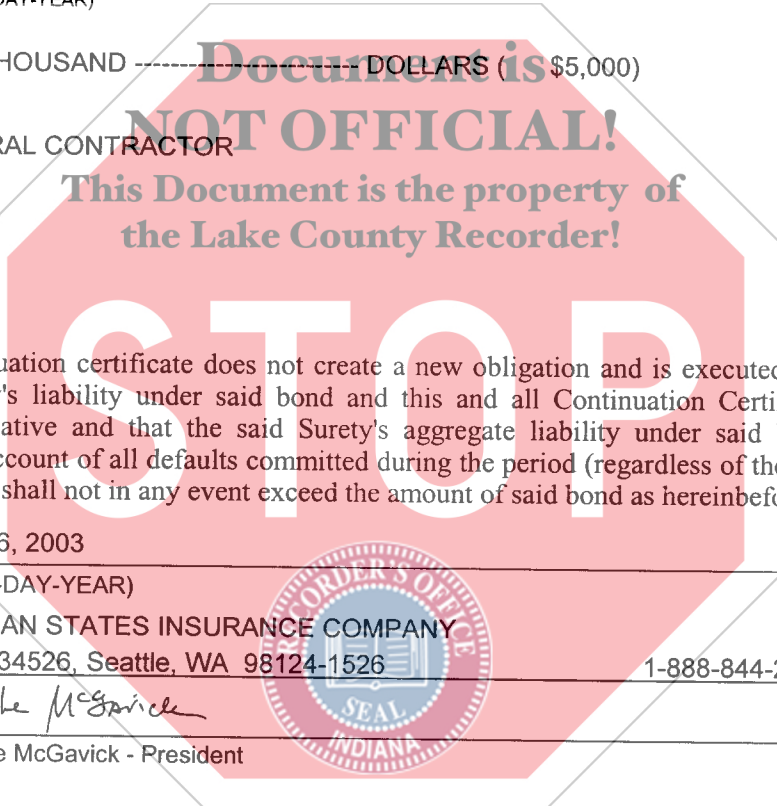 DAY-YEAR)
HOUSAND ------------------------ DOLLARS ( $5,000)
Document is
NOT OFFICIAL!
RAL CONTRACTOR
This Document is the property of
the Lake County Recorder!
STOP
uation certificate does not create a new obligation and is executed
's liability under said bond and this and all Continuation Certi
ative and that the said Surety's aggregate liability under said
ccount of all defaults committed during the period (regardless of the
shall not in any event exceed the amount of said bond as hereinbefo
6, 2003
-DAY-YEAR)
AN STATES INSURANCE COMPANY
34526, Seattle, WA 98124-1526 1-888-844-2
ke McGavick
e McGavick - President
RECORDER'S OFFICE
SEAL
INDIANA